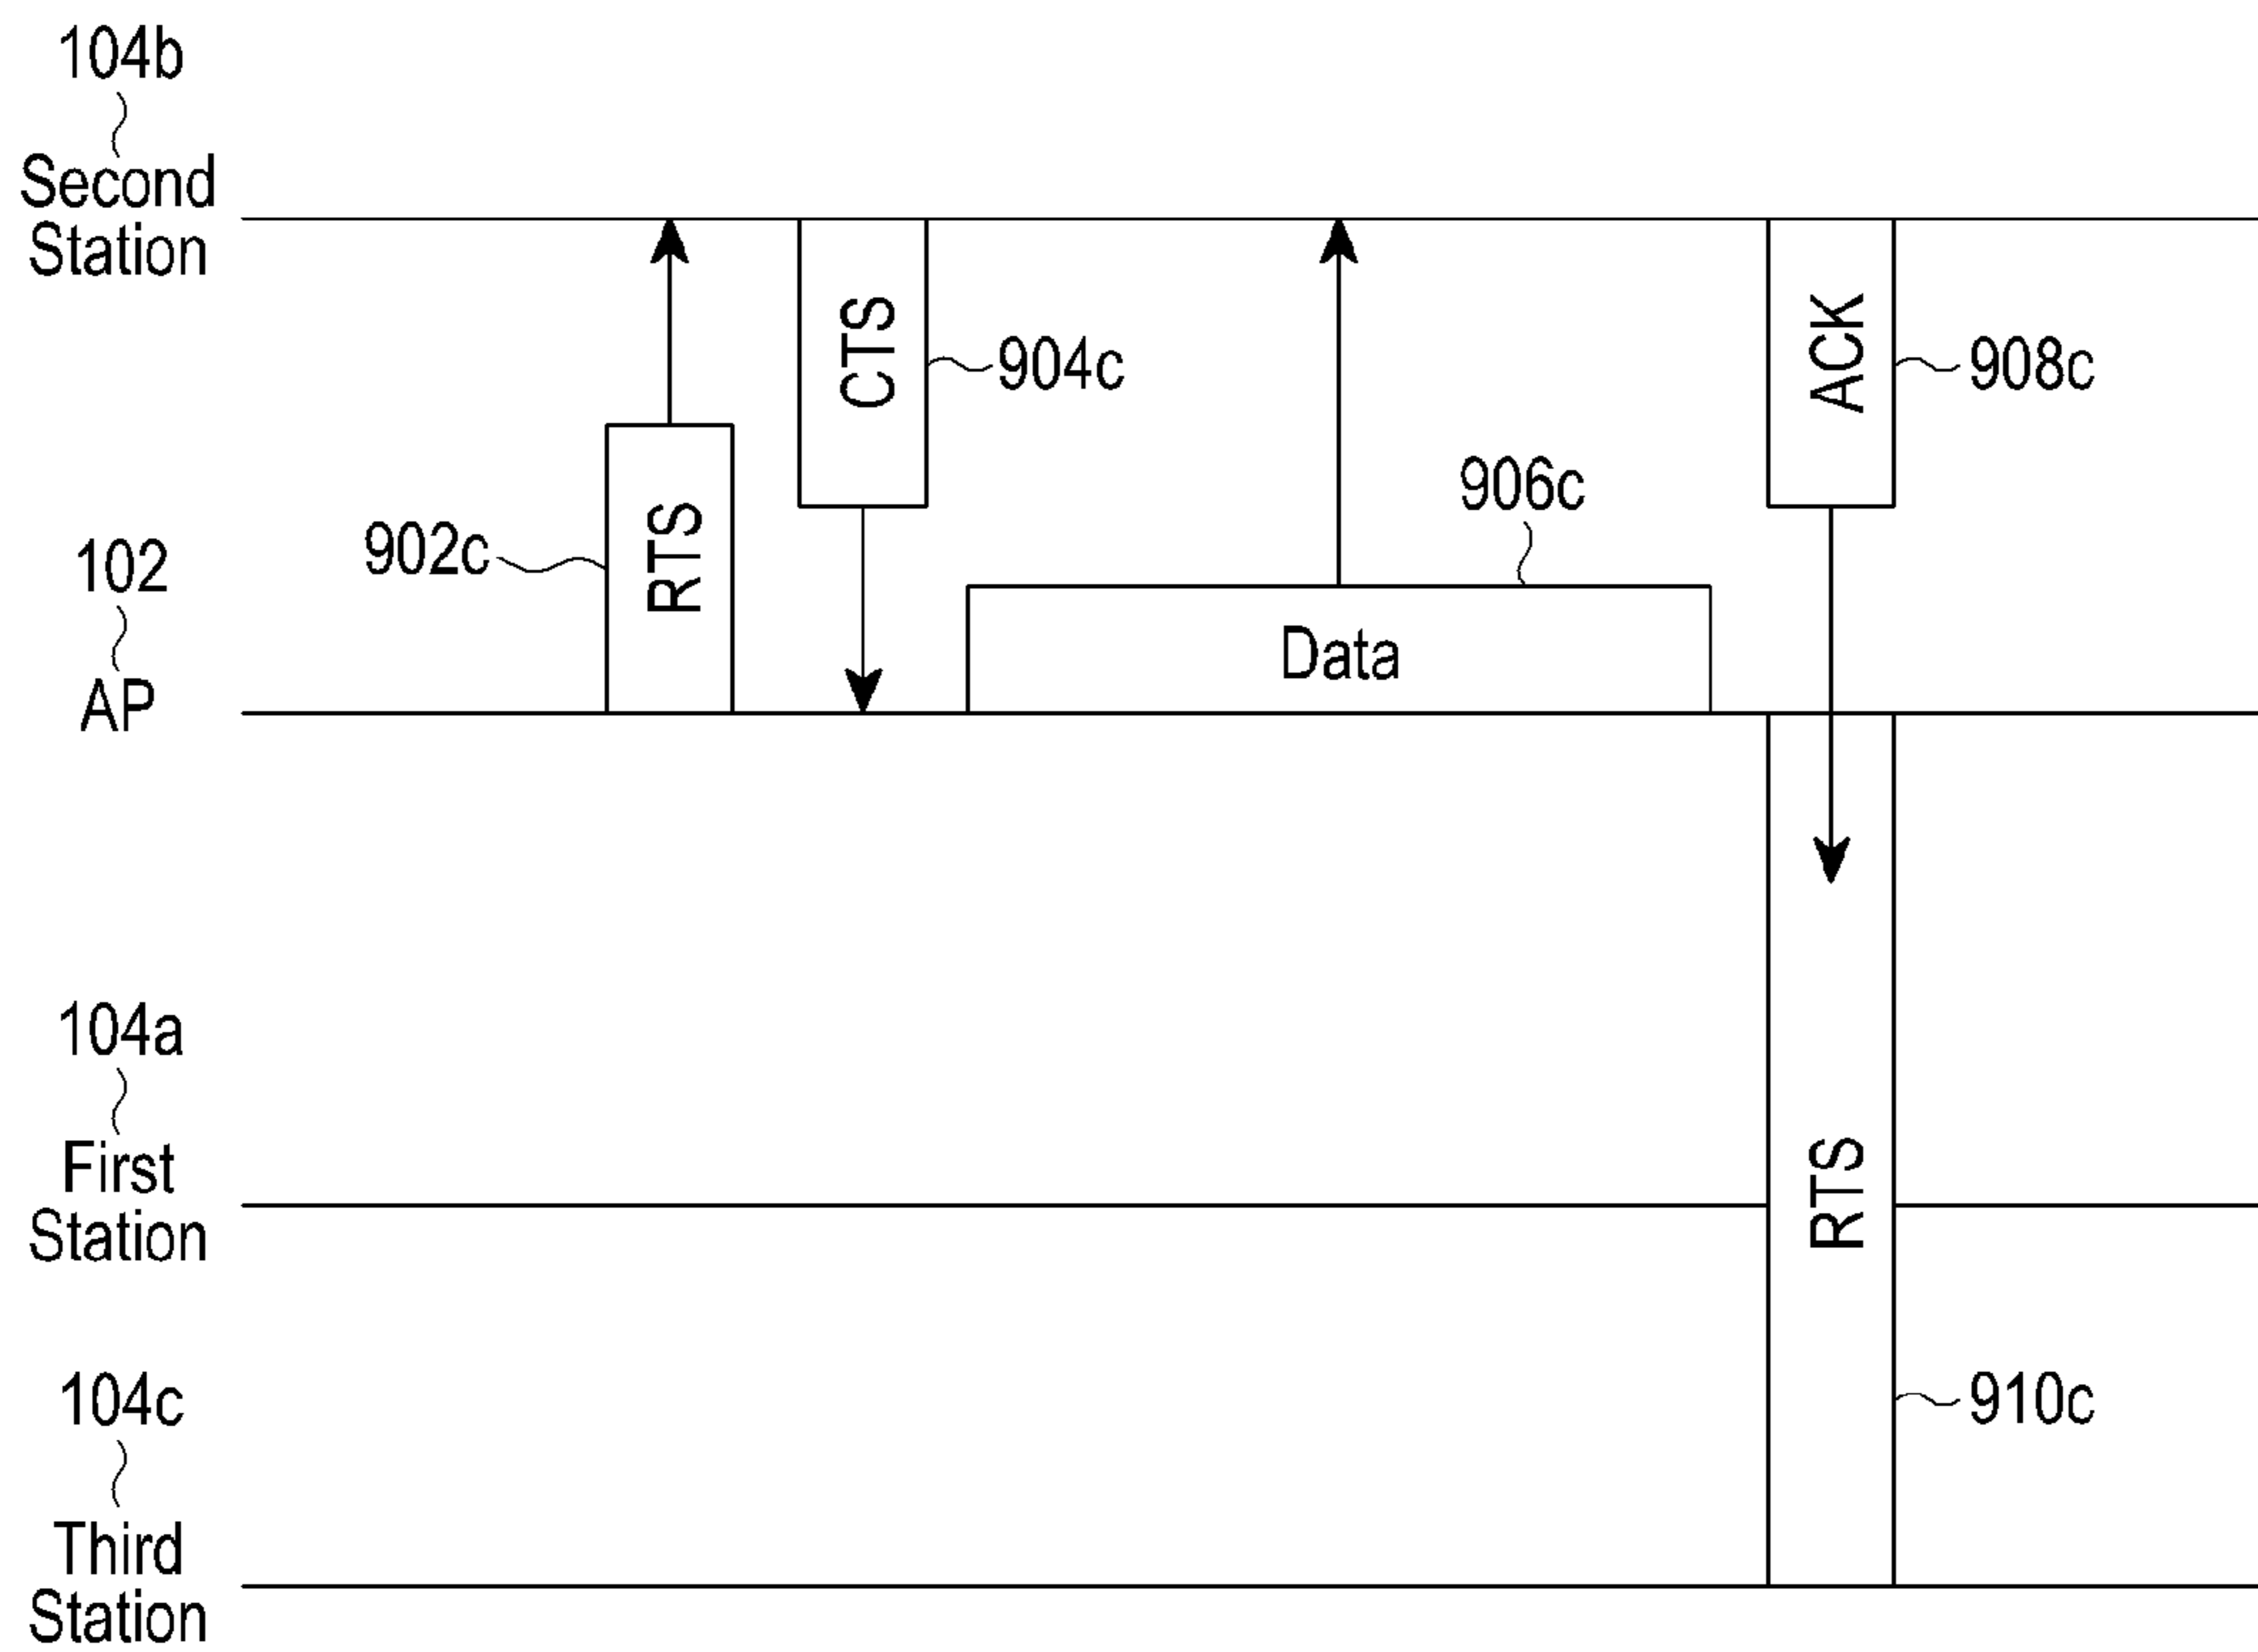 104b
Second
Station
CTS
904c
ACK
908c
906c
902c
RTS
102
AP
Data
104a
First
Station
RTS
104c
910c
Third
Station